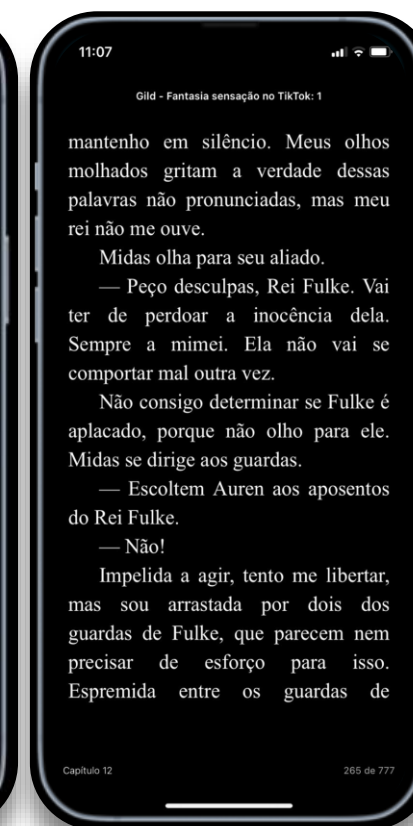 11:07
Gild - Fantasia sensação no TikTok: 1
mantenho em silêncio. Meus olhos
molhados gritam a verdade dessas
palavras não pronunciadas, mas meu
rei não me ouve.
Midas olha para seu aliado.
— Peço desculpas, Rei Fulke. Vai
ter de perdoar a inocência dela.
Sempre a mimei. Ela não vai se
comportar mal outra vez.
Não consigo determinar se Fulke é
aplacado, porque não olho para ele.
Midas se dirige aos guardas.
— Escoltem Auren aos aposentos
do Rei Fulke.
— Não!
Impelida a agir, tento me libertar,
mas sou arrastada por dois dos
guardas de Fulke, que parecem nem
precisar de esforço para isso.
Espremida entre os guardas de
Capítulo 12
265 de 777